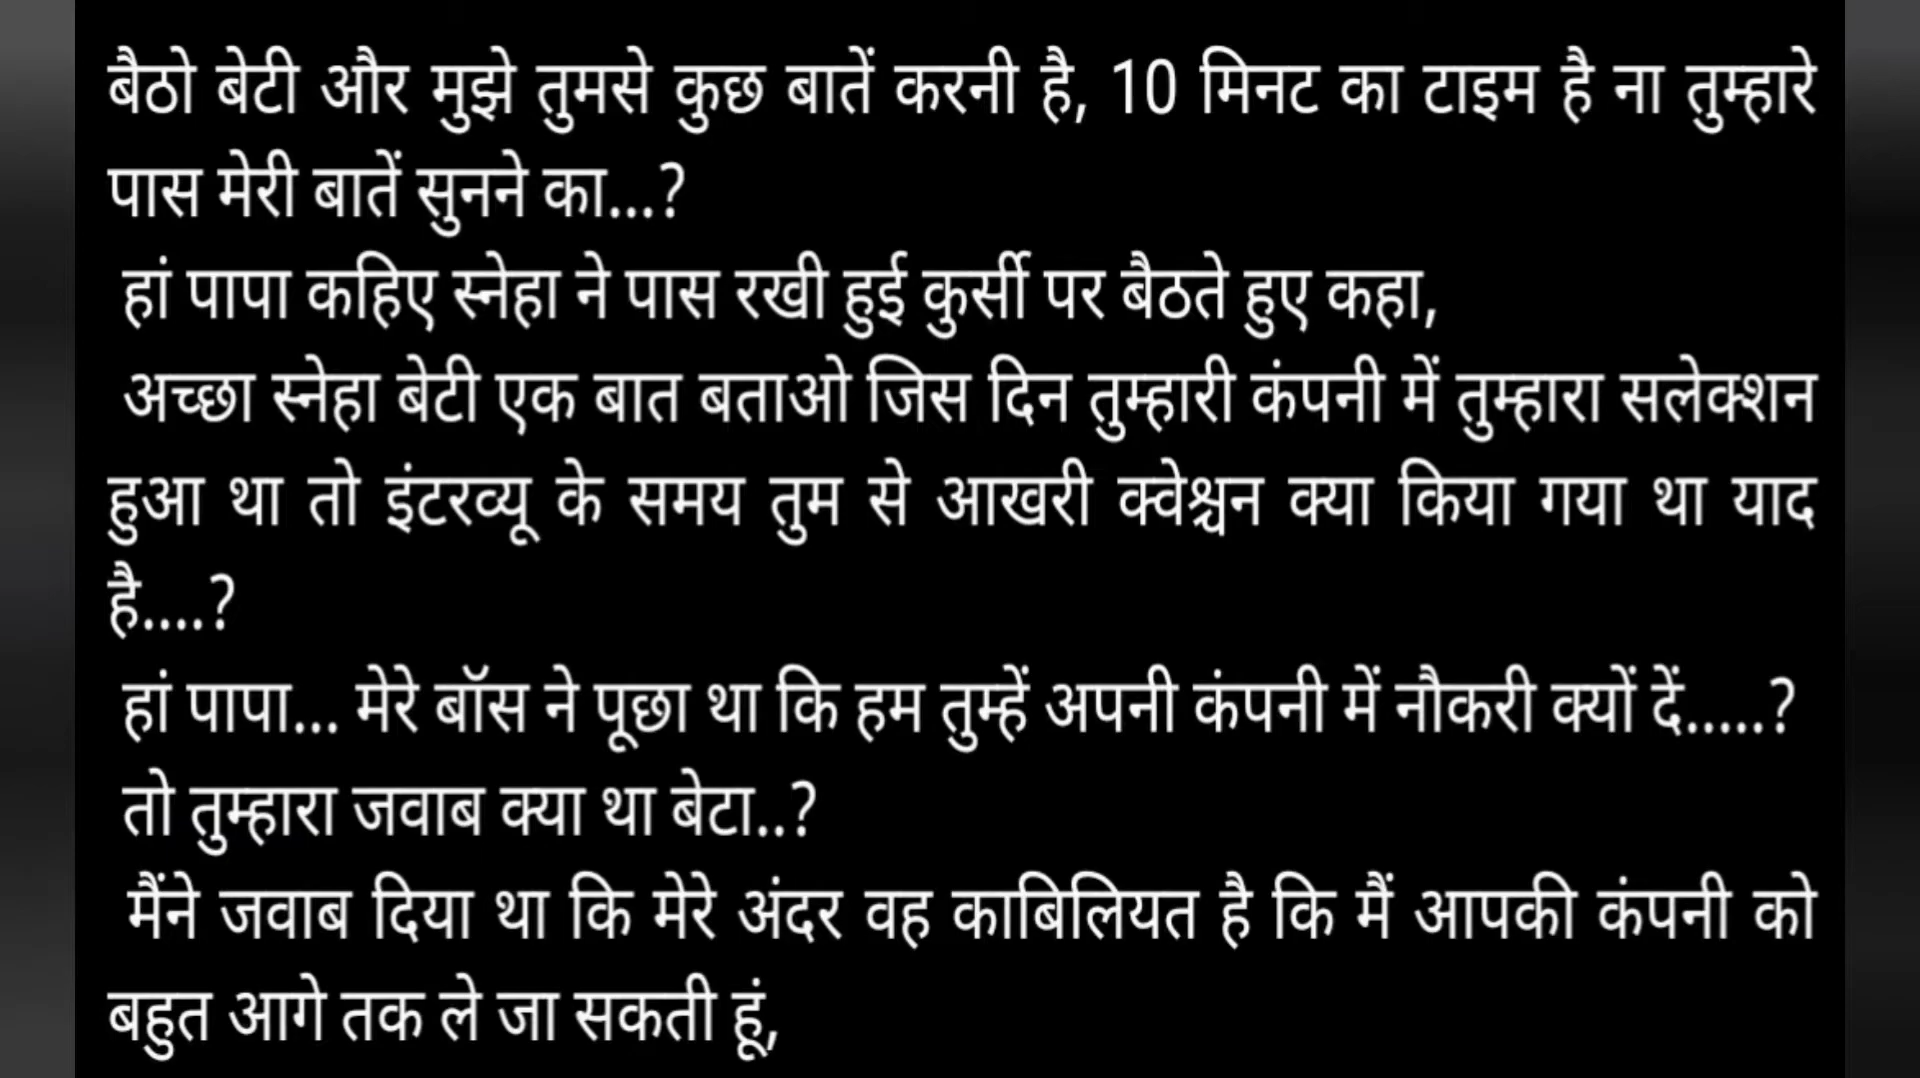 बैठो बेटी और मुझे तुमसे कुछ बातें करनी है, 10 मिनट का टाइम है ना तुम्हारे
पास मेरी बातें सुनने का...?
हां पापा कहिए स्नेहा ने पास रखी हुई कुर्सी पर बैठते हुए कहा,
अच्छा स्नेहा बेटी एक बात बताओ जिस दिन तुम्हारी कंपनी में तुम्हारा सलेक्शन
हुआ था तो इंटरव्यू के समय तुम से आखरी क्वेश्चन क्या किया गया था याद
है....?
हां पापा... मेरे बॉस ने पूछा था कि हम तुम्हें अपनी कंपनी में नौकरी क्यों दें.....?
तो तुम्हारा जवाब क्या था बेटा..?
मैंने जवाब दिया था कि मेरे अंदर वह काबिलियत है कि मैं आपकी कंपनी को
बहुत आगे तक ले जा सकती हूं,